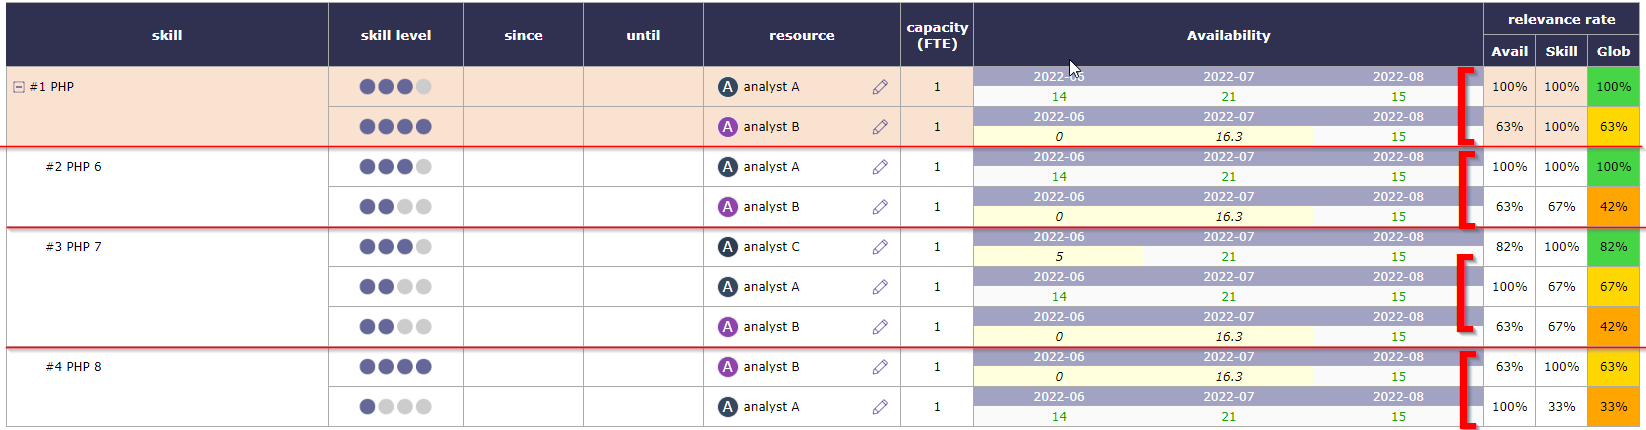 skill skill level since until resource capacity (FTE) Availability relevance rate
Avail Skill Glob
#1 PHP A analyst A 1 2022-06 2022-07 2022-08 100% 100% 100%
14 21 15
A analyst B 1 2022-06 2022-07 2022-08 63% 100% 63%
0 16.3 15
#2 PHP 6 A analyst A 1 2022-06 2022-07 2022-08 100% 100% 100%
14 21 15
A analyst B 1 2022-06 2022-07 2022-08 63% 67% 42%
0 16.3 15
#3 PHP 7 A analyst C 1 2022-06 2022-07 2022-08 82% 100% 82%
5 21 15
A analyst A 1 2022-06 2022-07 2022-08 100% 67% 67%
14 21 15
A analyst B 1 2022-06 2022-07 2022-08 63% 67% 42%
0 16.3 15
#4 PHP 8 A analyst B 1 2022-06 2022-07 2022-08 63% 100% 63%
0 16.3 15
A analyst A 1 2022-06 2022-07 2022-08 100% 33% 33%
14 21 15